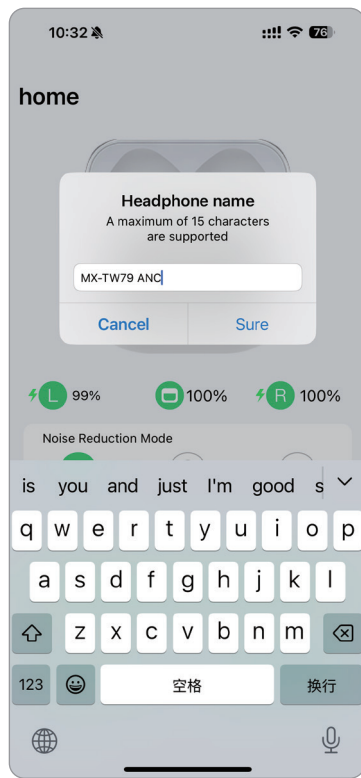 10:32
76
home
Headphone name
A maximum of 15 characters
are supported
MX-TW79 ANC
Cancel
Sure
L 99%
100%
R 100%
Noise Reduction Mode
is you and just I'm good s
q w e r t y u i o p
a s d f g h j k l
z x c v b n m
123
空格
换行